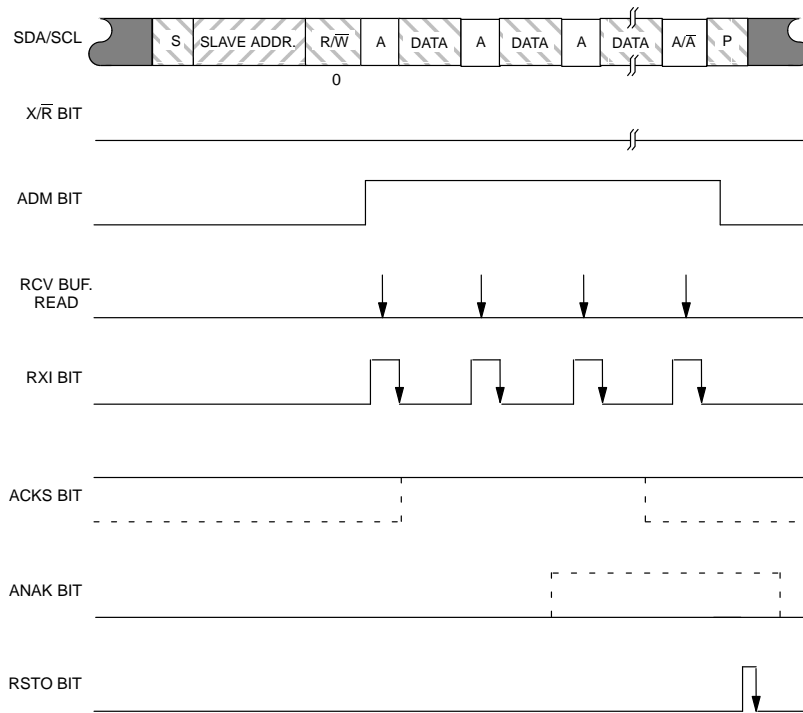 SDA/SCL
S SLAVE ADDR. R/W̅ A DATA A DATA A DATA A/A̅ P
0
X/R̅ BIT
ADM BIT
RCV BUF.
READ
RXI BIT
ACKS BIT
ANAK BIT
RSTO BIT